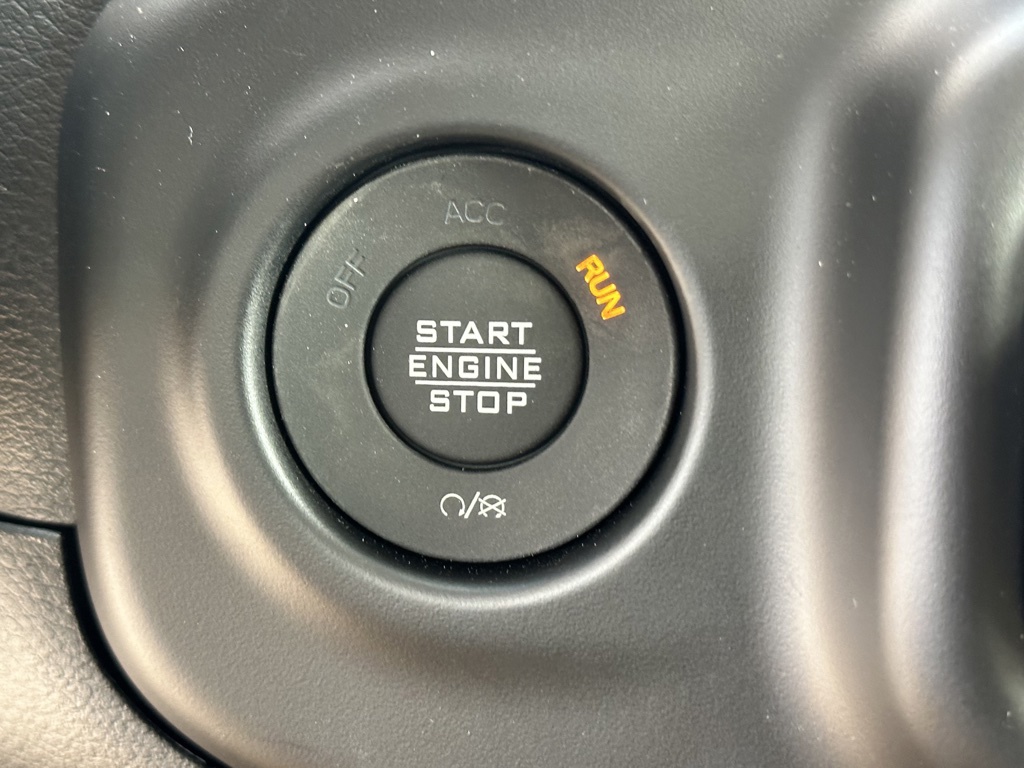 ACC
OFF
RUN
START
ENGINE
STOP